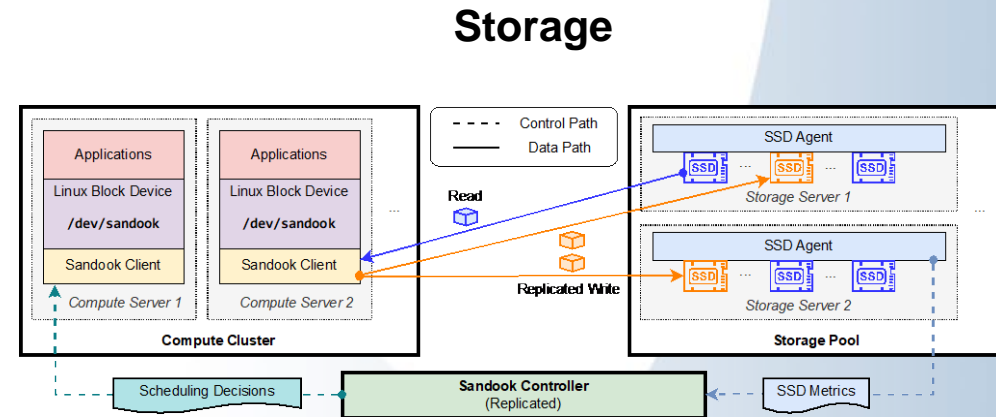 Storage
Applications
Linux Block Device
/dev/sandook
Sandook Client
Compute Server 1
Applications
Linux Block Device
/dev/sandook
Sandook Client
Compute Server 2
...
Compute Cluster
Control Path
Data Path
Read
Replicated Write
SSD Agent
SSD
...
SSD
...
SSD
Storage Server 1
...
SSD Agent
SSD
...
SSD
...
SSD
Storage Server 2
Storage Pool
Scheduling Decisions
Sandook Controller
(Replicated)
SSD Metrics